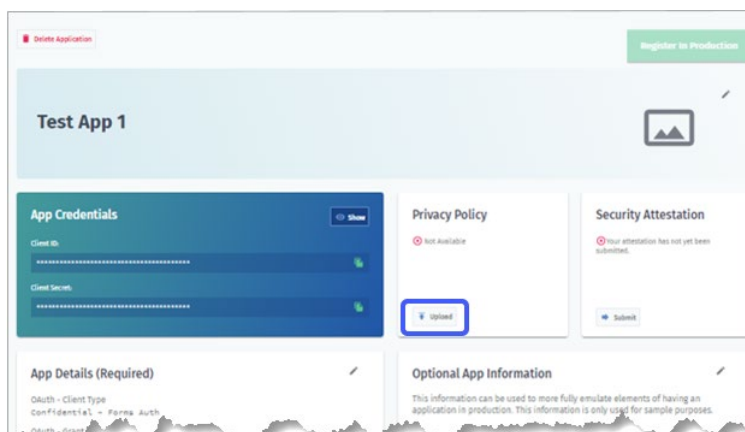 Delete Application
Register In Production
Test App 1
App Credentials
Show
Client ID:
****************************************
Client Secret:
****************************************
Privacy Policy
Not Available
Upload
Security Attestation
Your attestation has not yet been
submitted.
Submit
App Details (Required)
OAuth - Client Type
Confidential - Forms Auth
OAuth - Grant
Optional App Information
This information can be used to more fully emulate elements of having an
application in production. This information is only used for sample purposes.